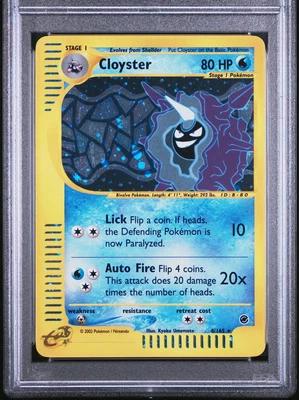 STAGE 1
Evolves from Shellder
Put Cloyster on the Basic Pokémon
Cloyster
80 HP
Stage 1 Pokémon
Bivalve Pokémon. Length: 4' 11", Weight: 292 lbs.
Lick Flip a coin. If heads,
the Defending Pokémon is
now Paralyzed.
10
Auto Fire Flip 4 coins.
This attack does 20 damage
times the number of heads.
20x
weakness
resistance
retreat cost
© 2002 Pokémon / Nintendo
Illus. Kyoko Umemoto